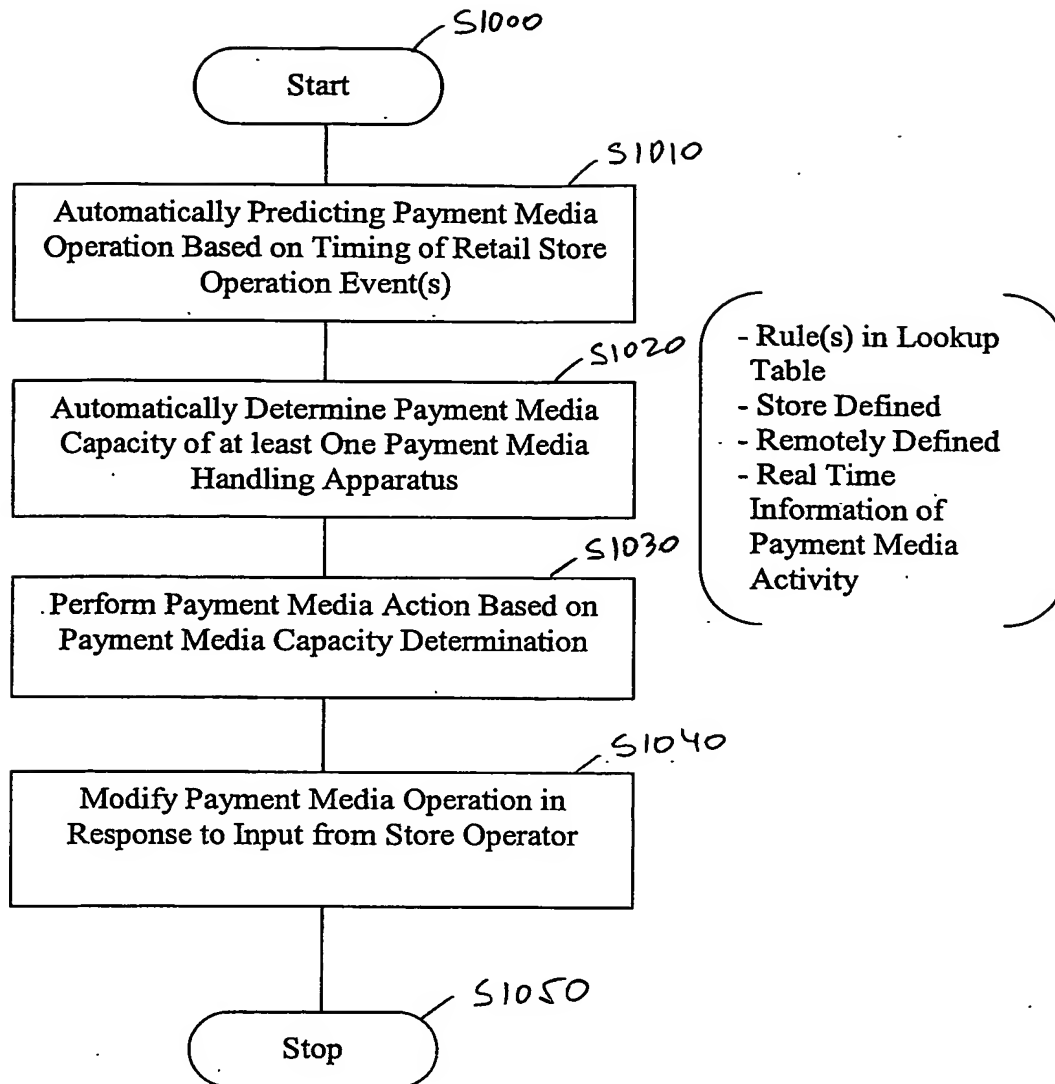 S1000
Start
S1010
Automatically Predicting Payment Media
Operation Based on Timing of Retail Store
Operation Event(s)
S1020
Automatically Determine Payment Media
Capacity of at least One Payment Media
Handling Apparatus
- Rule(s) in Lookup
Table
- Store Defined
- Remotely Defined
- Real Time
Information of
Payment Media
Activity
S1030
Perform Payment Media Action Based on
Payment Media Capacity Determination
S1040
Modify Payment Media Operation in
Response to Input from Store Operator
S1050
Stop